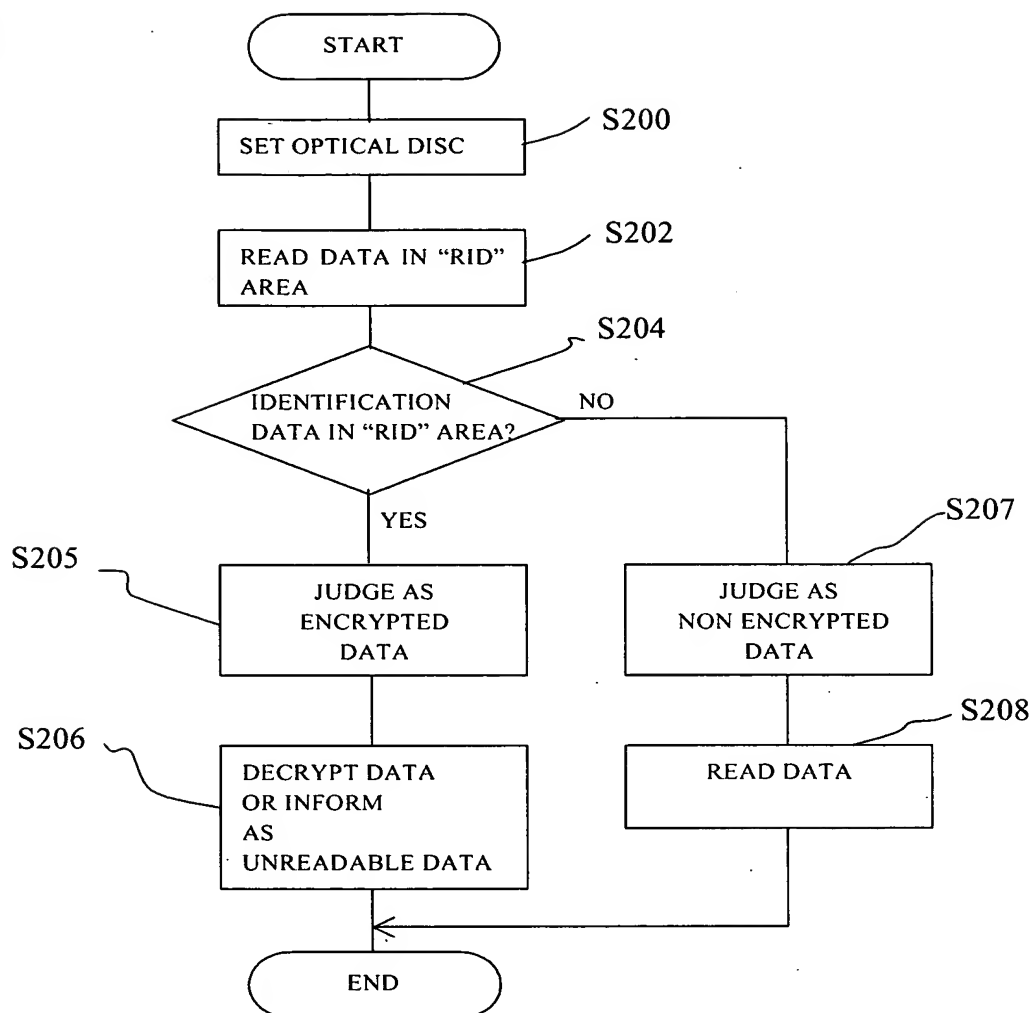 START
S200
SET OPTICAL DISC
S202
READ DATA IN “RID”
AREA
S204
IDENTIFICATION
DATA IN “RID” AREA?
NO
YES
S205
JUDGE AS
ENCRYPTED
DATA
S207
JUDGE AS
NON ENCRYPTED
DATA
S206
DECRYPT DATA
OR INFORM
AS
UNREADABLE DATA
S208
READ DATA
END